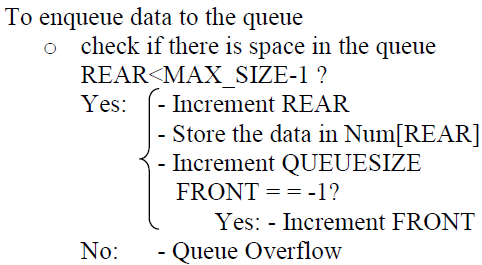 To enqueue data to the queue
o check if there is space in the queue
REAR<MAX_SIZE-1 ?
Yes: - Increment REAR
- Store the data in Num[REAR]
- Increment QUEUESIZE
FRONT = = -1?
Yes: - Increment FRONT
No: - Queue Overflow